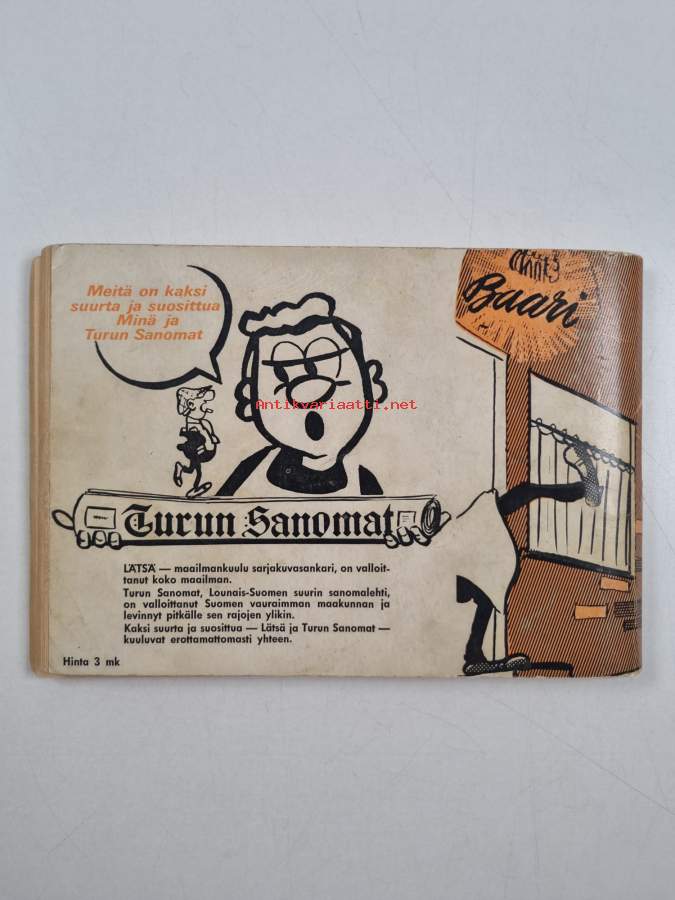 Meitä on kaksi
suurta ja suosittua
Minä ja
Turun Sanomat
Baari
Antikvariaatti.net
Turun Sanomat
LÄTSÄ — maailmankuulu sarjakuvasankari, on valloit-
tanut koko maailman.
Turun Sanomat, Lounais-Suomen suurin sanomalehti,
on valloittanut Suomen vauraimman maakunnan ja
levinnyt pitkälle sen rajojen ylikin.
Kaksi suurta ja suosittua — Lätsä ja Turun Sanomat —
kuuluvat erottamattomasti yhteen.
Hinta 3 mk